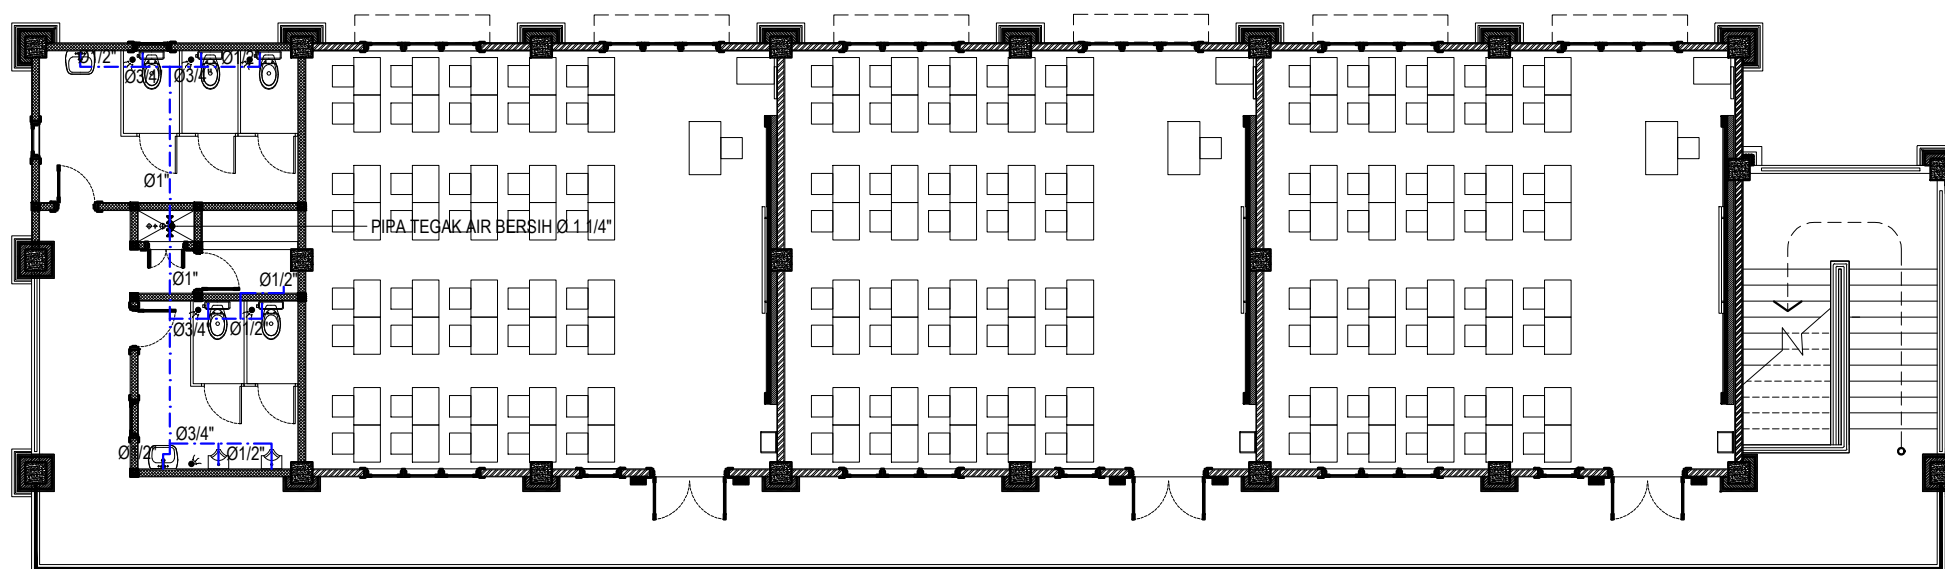 Ø1/2"
Ø1/2"
Ø3/4"
Ø3/4"
Ø1"
PIPA TEGAK AIR BERSIH Ø 1.1/4"
Ø1"
Ø1/2"
Ø3/4"
Ø1/2"
Ø3/4"
Ø1/2"
Ø1/2"